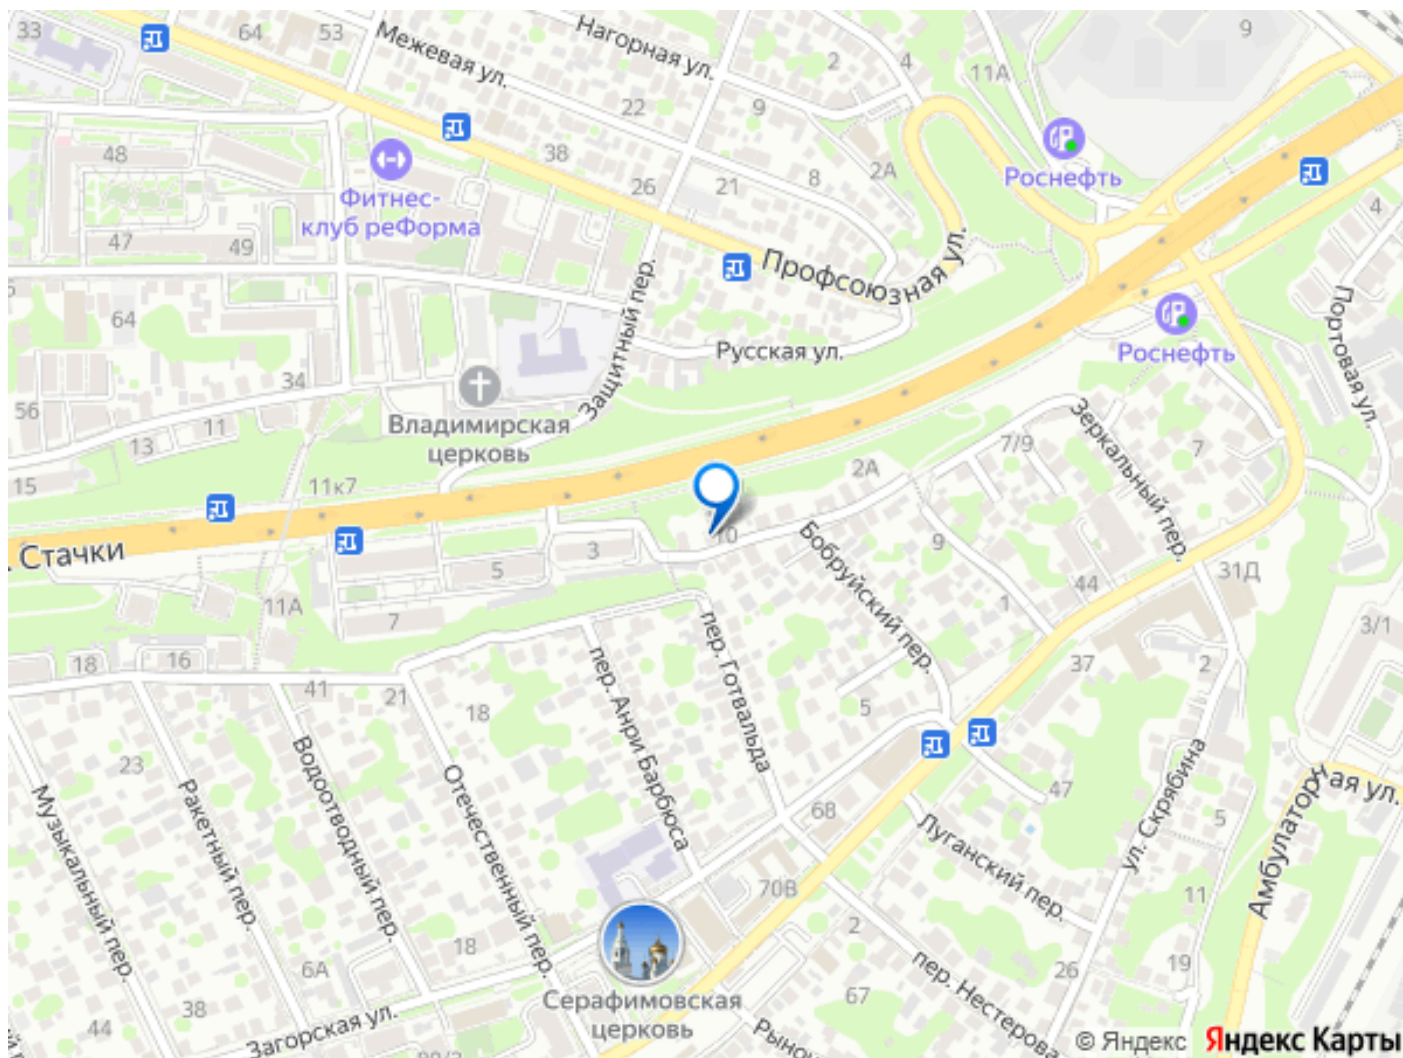 33
64
53
Межевая ул.
Нагорная ул.
2
4
9
11А
9
22
48
38
2А
Роснефть
Фитнес-
клуб реФорма
26
21
8
47
49
4
Профсоюзная ул.
Защитный пер.
64
Русская ул.
Роснефть
Портовая ул.
34
56
Владимирская
церковь
13
11
7/9
Зеркальный пер.
7
15
11к7
2А
Стачки
10
3
5
Бобруйский пер.
9
44
31Д
11А
7
1
3/1
пер. Готвальда
18
16
41
21
18
пер. Анри Барбюса
37
2
5
23
Водоотводный пер.
Отечественный пер.
47
ул. Скрябина
Амбулаторная ул.
Музыкальный пер.
Ракетный пер.
68
Луганский пер.
5
70В
11
18
2
6А
26
19
пер. Нестерова
38
44
Загорская ул.
Серафимовская
церковь
67
© Яндекс
Яндекс Карты